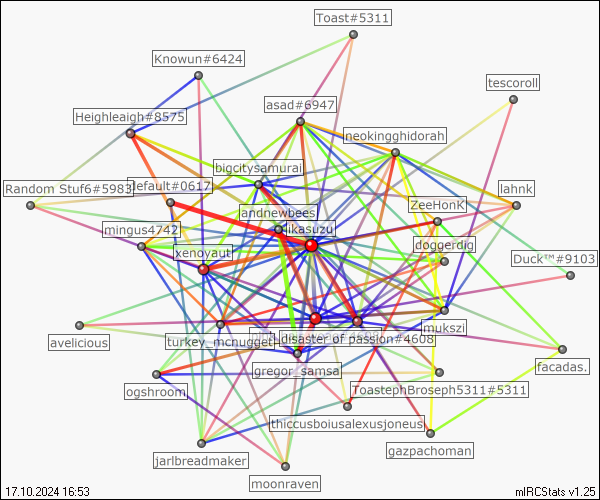 Toast#5311
Knowun#6424
tescoroll
asad#6947
Heighleaigh#8575
neokingghidorah
bigcitysamurai
default#0617
Random Stuf6#5983
lahnk
ZeeHonk
andnewbees
mingus4742
ikasuzu
doggerdig
xenoyaut
Duck™#9103
mukszi
avelicious
turkey_mcnugget
disaster of passion#4608
facadas.
gregor_samsa
ogshroom
ToastephBroseph5311#5311
thiccusboiusalexusjoneus
gazpachoman
jarlbreadmaker
moonraven
17.10.2024 16:53
mIRCStats v1.25